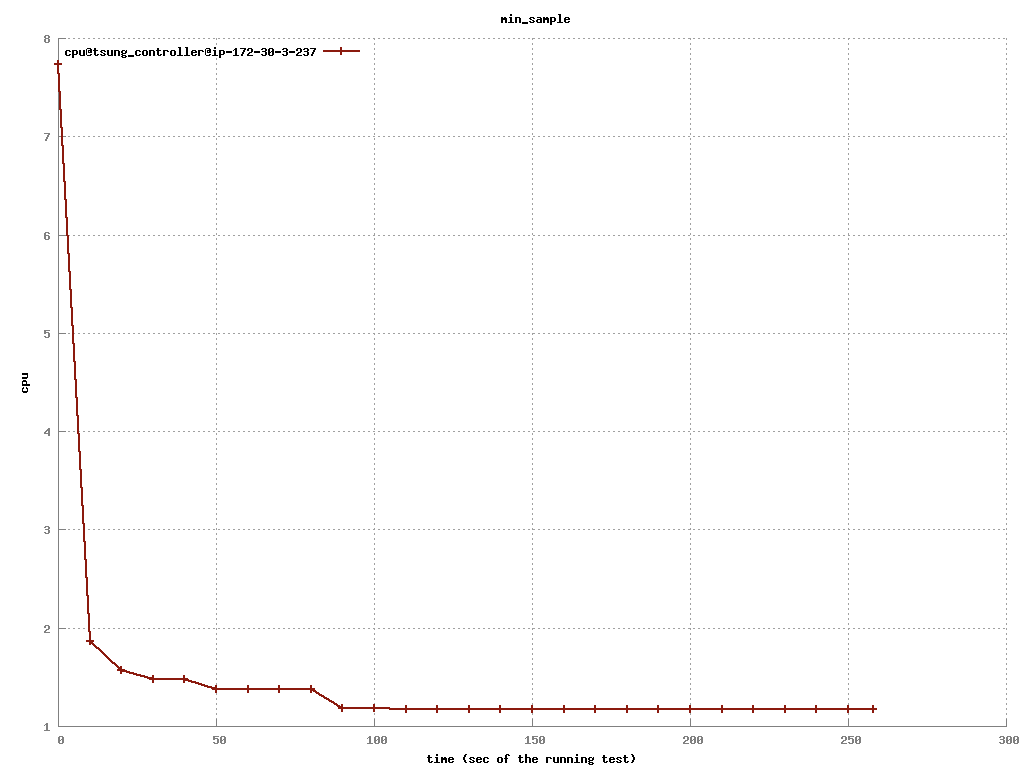 min_sample
8
cpu@tsung_controller@ip-172-30-3-237
7
6
5
cpu
4
3
2
1
0 50 100 150 200 250 300
time (sec of the running test)